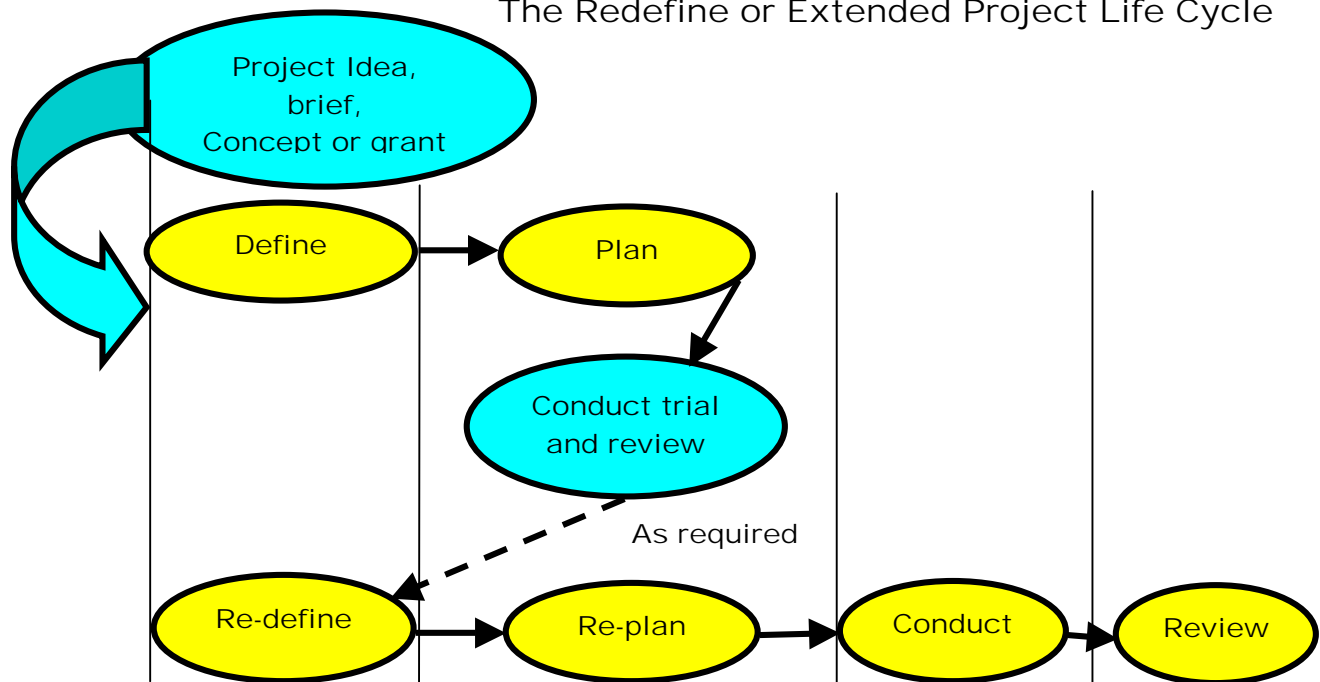 The Redefine or Extended Project Life Cycle
Project Idea,
brief,
Concept or grant
Define
Plan
Conduct trial
and review
As required
Re-define
Re-plan
Conduct
Review